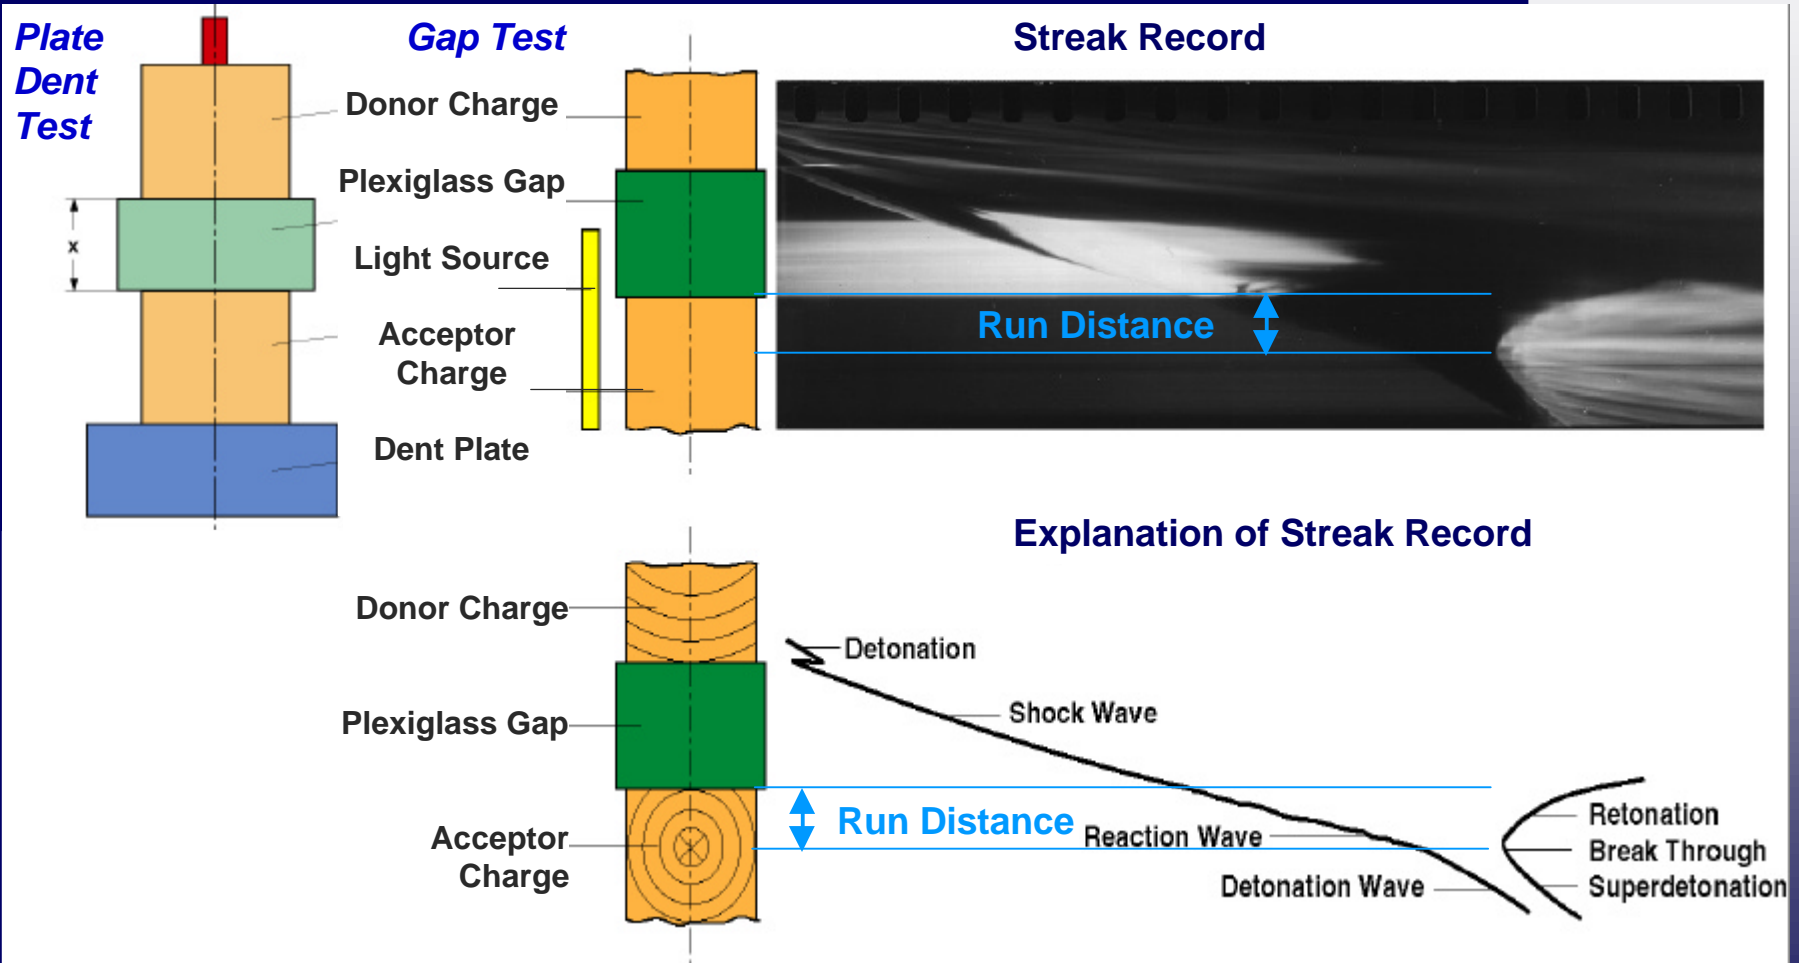 Plate
Dent
Test
Gap Test
Streak Record
Donor Charge
Plexiglass Gap
x
Light Source
Acceptor
Charge
Dent Plate
Run Distance
Explanation of Streak Record
Donor Charge
Plexiglass Gap
Acceptor
Charge
Detonation
Shock Wave
Run Distance
Reaction Wave
Detonation Wave
Retonation
Break Through
Superdetonation